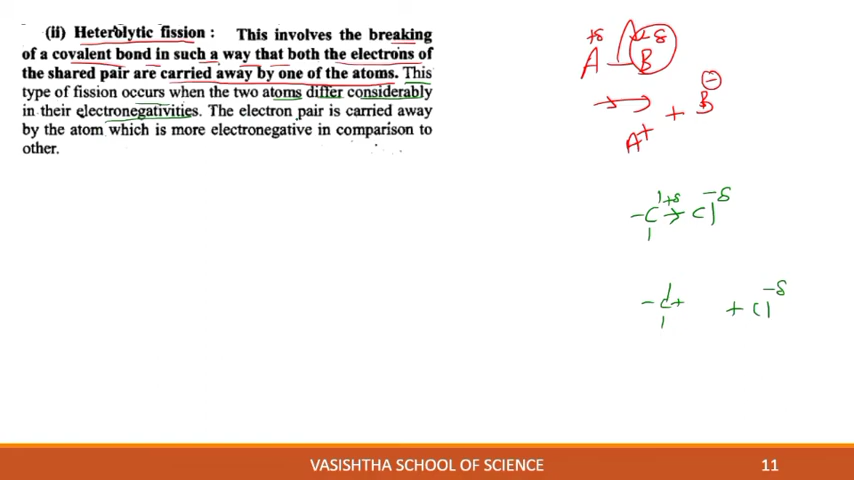 (ii) Heterolytic fission : This involves the breaking
of a covalent bond in such a way that both the electrons of
the shared pair are carried away by one of the atoms. This
type of fission occurs when the two atoms differ considerably
in their electronegativities. The electron pair is carried away
by the atom which is more electronegative in comparison to
other.
+δ -δ
A — B
→ A+ + B⊖
-C+δ → Cl-δ
-C+ + Cl-δ
VASISHTHA SCHOOL OF SCIENCE 11